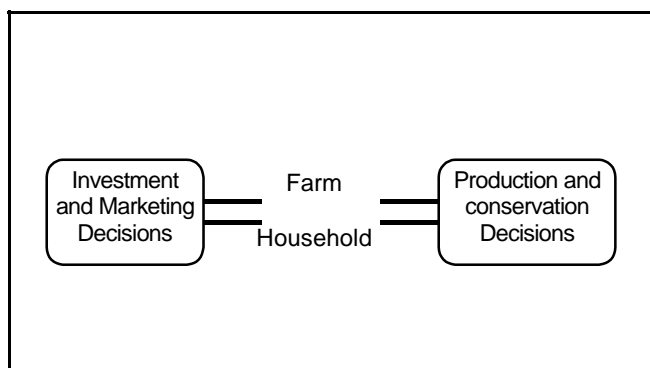 Investment
and Marketing
Decisions
Farm
Household
Production and
conservation
Decisions